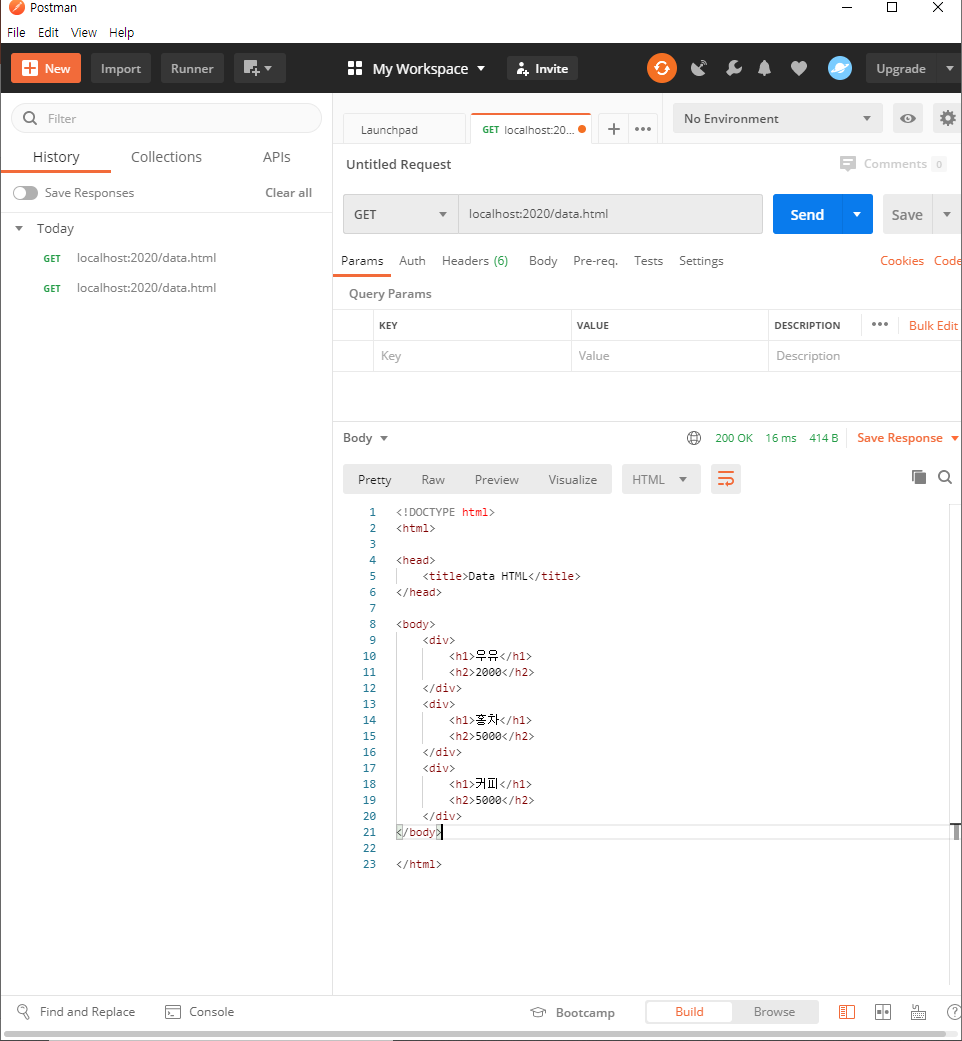 Postman
File Edit View Help
New Import Runner My Workspace Invite Upgrade
Filter
History Collections APIs
Save Responses Clear all
Today
GET localhost:2020/data.html
GET localhost:2020/data.html
Launchpad GET localhost:20... No Environment
Untitled Request Comments 0
GET localhost:2020/data.html Send Save
Params Auth Headers (6) Body Pre-req. Tests Settings Cookies Code
Query Params
KEY VALUE DESCRIPTION Bulk Edit
Key Value Description
Body 200 OK 16 ms 414 B Save Response
Pretty Raw Preview Visualize HTML
1 <!DOCTYPE html>
2 <html>
3
4 <head>
5 <title>Data HTML</title>
6 </head>
7
8 <body>
9 <div>
10 <h1>우유</h1>
11 <h2>2000</h2>
12 </div>
13 <div>
14 <h1>홍차</h1>
15 <h2>5000</h2>
16 </div>
17 <div>
18 <h1>커피</h1>
19 <h2>5000</h2>
20 </div>
21 </body>
22
23 </html>
Find and Replace Console Bootcamp Build Browse